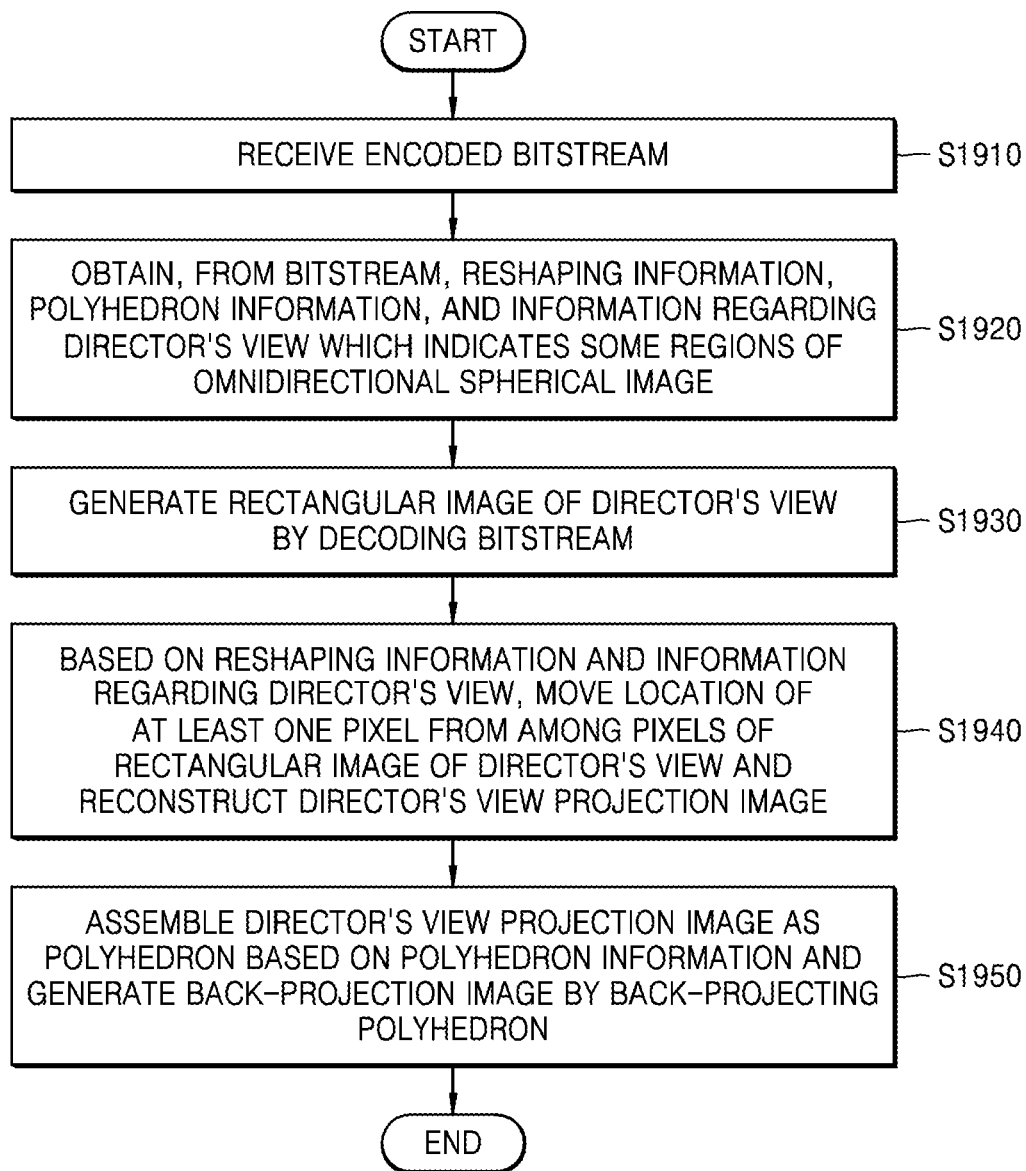 START
RECEIVE ENCODED BITSTREAM
S1910
OBTAIN, FROM BITSTREAM, RESHAPING INFORMATION,
POLYHEDRON INFORMATION, AND INFORMATION REGARDING
DIRECTOR'S VIEW WHICH INDICATES SOME REGIONS OF
OMNIDIRECTIONAL SPHERICAL IMAGE
S1920
GENERATE RECTANGULAR IMAGE OF DIRECTOR'S VIEW
BY DECODING BITSTREAM
S1930
BASED ON RESHAPING INFORMATION AND INFORMATION
REGARDING DIRECTOR'S VIEW, MOVE LOCATION OF
AT LEAST ONE PIXEL FROM AMONG PIXELS OF
RECTANGULAR IMAGE OF DIRECTOR'S VIEW AND
RECONSTRUCT DIRECTOR'S VIEW PROJECTION IMAGE
S1940
ASSEMBLE DIRECTOR'S VIEW PROJECTION IMAGE AS
POLYHEDRON BASED ON POLYHEDRON INFORMATION AND
GENERATE BACK-PROJECTION IMAGE BY BACK-PROJECTING
POLYHEDRON
S1950
END